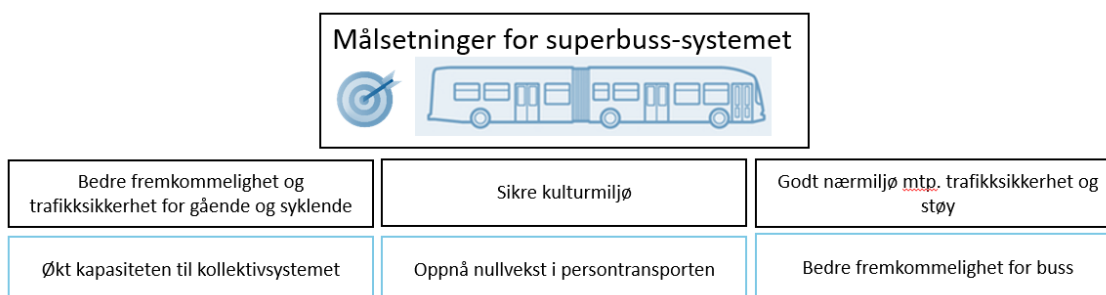 Målsetninger for superbuss-systemet
Bedre fremkommelighet og
trafikksikkerhet for gående og syklende
Sikre kulturmiljø
Godt nærmiljø mtp. trafikksikkerhet og
støy
Økt kapasiteten til kollektivsystemet
Oppnå nullvekst i persontransporten
Bedre fremkommelighet for buss